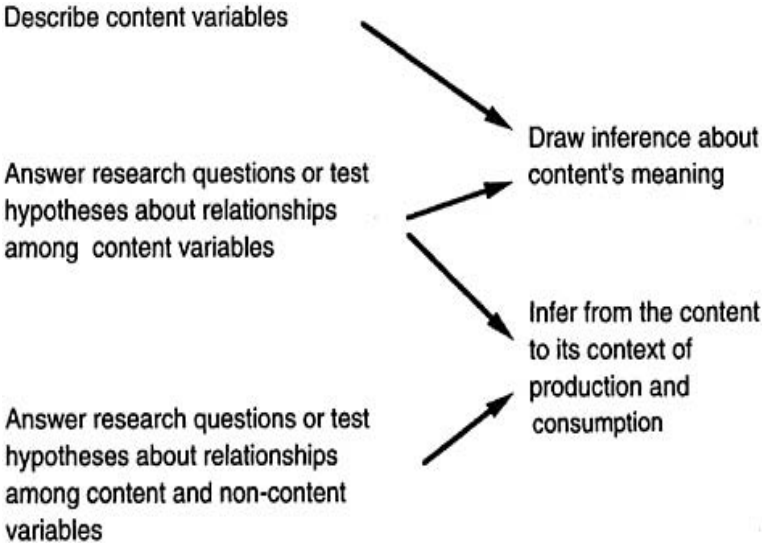 Describe content variables
Draw inference about
content's meaning
Answer research questions or test
hypotheses about relationships
among content variables
Infer from the content
to its context of
production and
consumption
Answer research questions or test
hypotheses about relationships
among content and non-content
variables